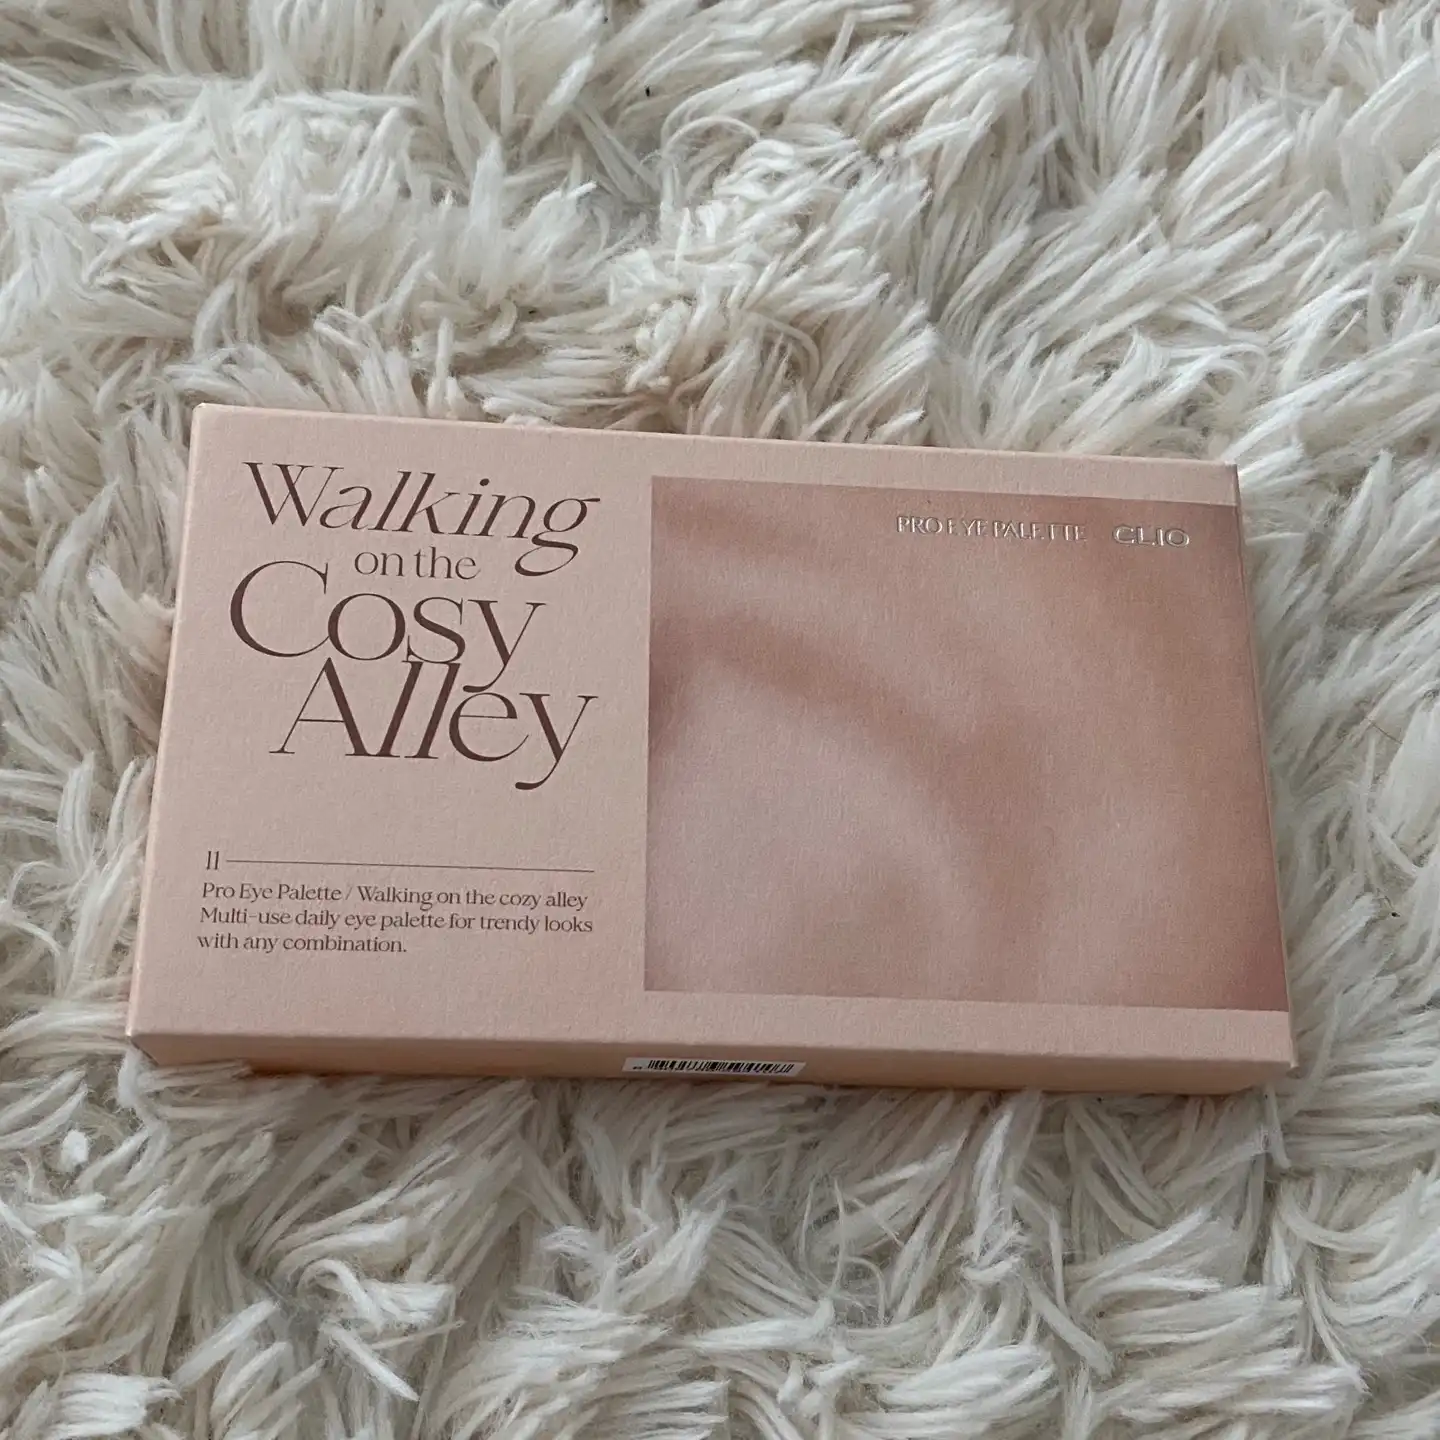 Walking
on the
Cosy
Alley
PRO EYE PALETTE CLIO
11
Pro Eye Palette / Walking on the cozy alley
Multi-use daily eye palette for trendy looks
with any combination.